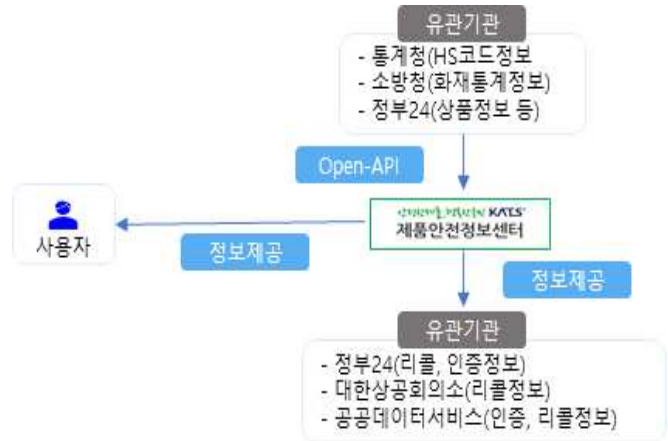 유관기관
- 통계청(HS코드정보
- 소방청(화재통계정보)
- 정부24(상품정보 등)
Open-API
사용자
정보제공
KATS
제품안전정보센터
정보제공
유관기관
- 정부24(리콜, 인증정보)
- 대한상공회의소(리콜정보)
- 공공데이터서비스(인증, 리콜정보)